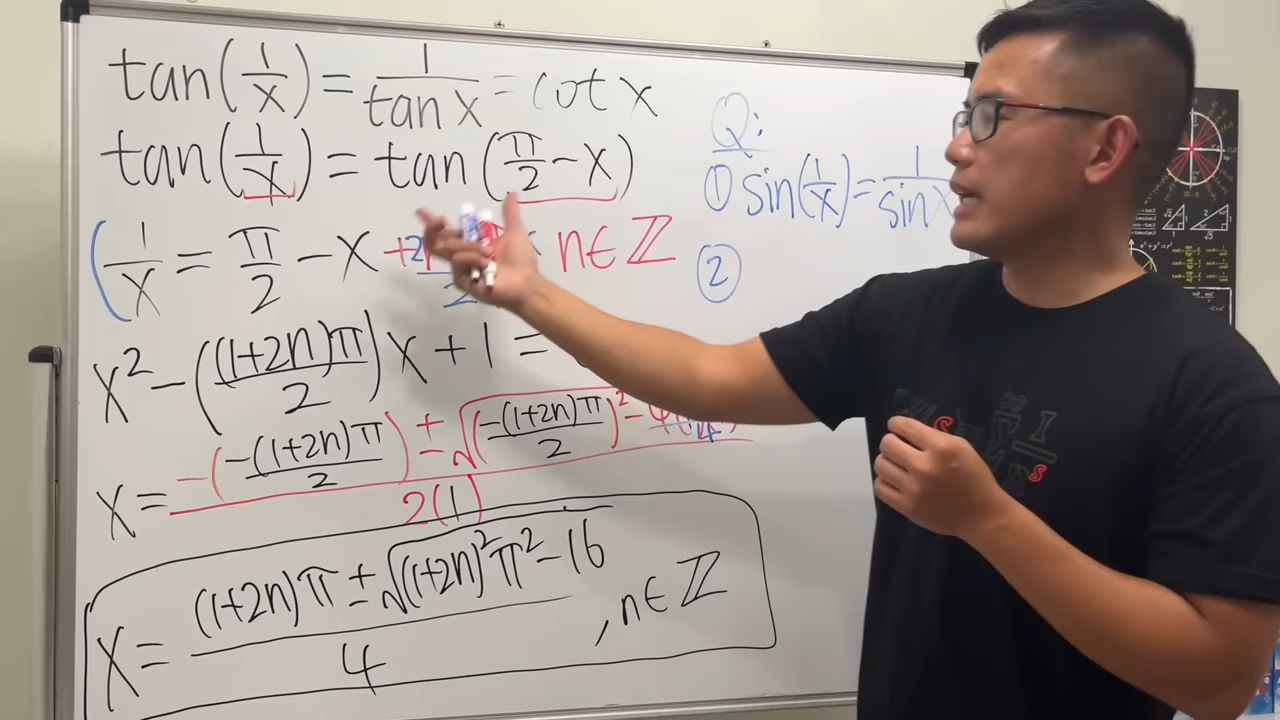 tan(1/x) = 1/tan x = cot x
tan(1/x) = tan(π/2 - x)
1/x = π/2 - x + n∈ℤ
x² - ((1+2n)π/2)x + 1 =
x = (-(-(1+2n)π/2) ± √((-(1+2n)π/2)² - 4)) / 2(1)
x = ((1+2n)π ± √((1+2n)²π² - 16)) / 4 , n∈ℤ
Q:
① sin(1/x) = 1/sin x
②